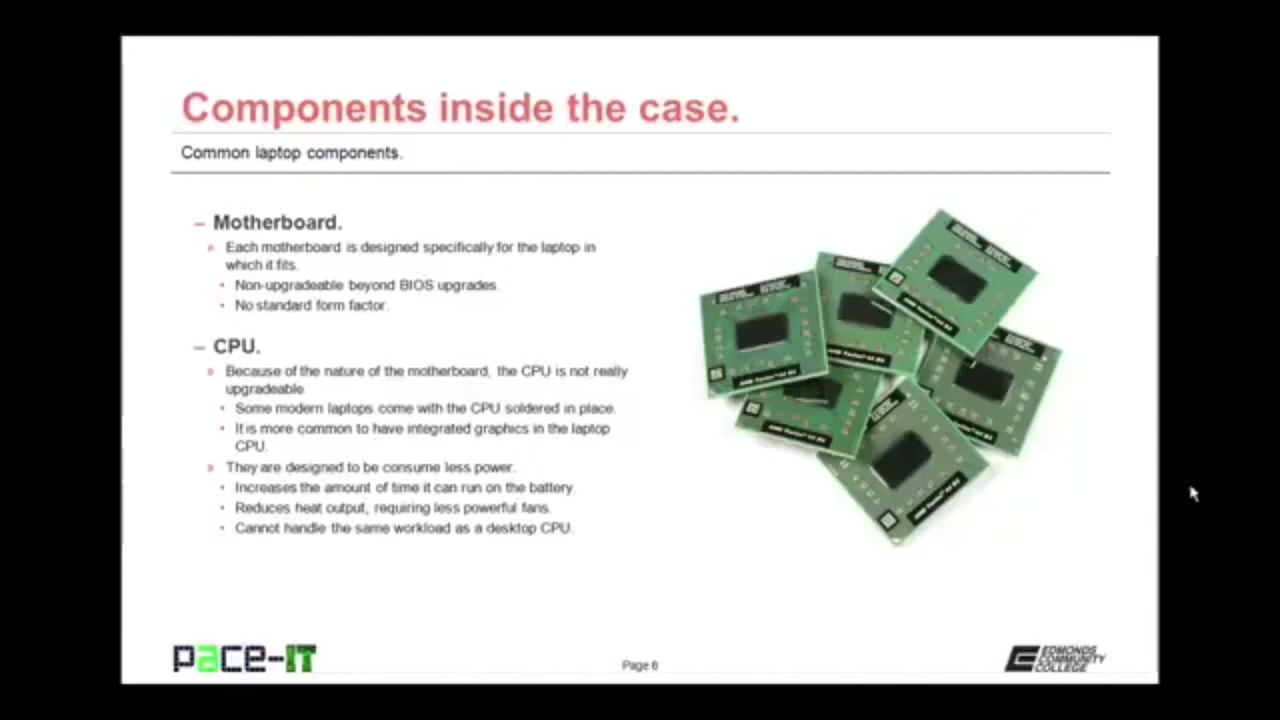 Components inside the case.
Common laptop components.
– Motherboard.
» Each motherboard is designed specifically for the laptop in
which it fits.
• Non-upgradeable beyond BIOS upgrades.
• No standard form factor.
– CPU.
» Because of the nature of the motherboard, the CPU is not really
upgradeable.
• Some modern laptops come with the CPU soldered in place.
• It is more common to have integrated graphics in the laptop
CPU.
» They are designed to be consume less power.
• Increases the amount of time it can run on the battery.
• Reduces heat output, requiring less powerful fans.
• Cannot handle the same workload as a desktop CPU.
pace-IT
Page 6
EDMONDS
COMMUNITY
COLLEGE